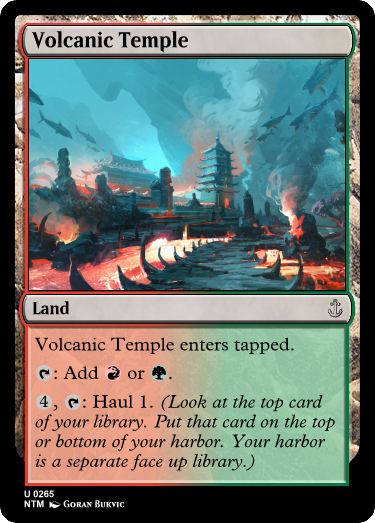 Volcanic Temple
Land
Volcanic Temple enters tapped.
: Add or .
4, : Haul 1. (Look at the top card
of your library. Put that card on the top
or bottom of your harbor. Your harbor
is a separate face up library.)
U 0265
NTM Goran Bukvic